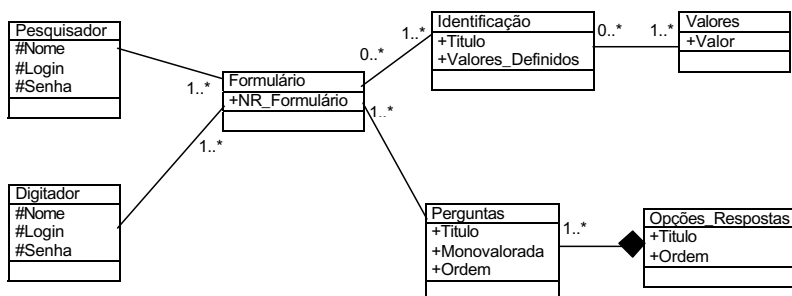 Pesquisador
#Nome
#Login
#Senha
1..*
Formulário
+NR_Formulário
0..*
1..*
Identificação
+Titulo
+Valores_Definidos
0..*
1..*
Valores
+Valor
1..*
1..*
Digitador
#Nome
#Login
#Senha
Perguntas
+Titulo
+Monovalorada
+Ordem
1..*
Opções_Respostas
+Titulo
+Ordem